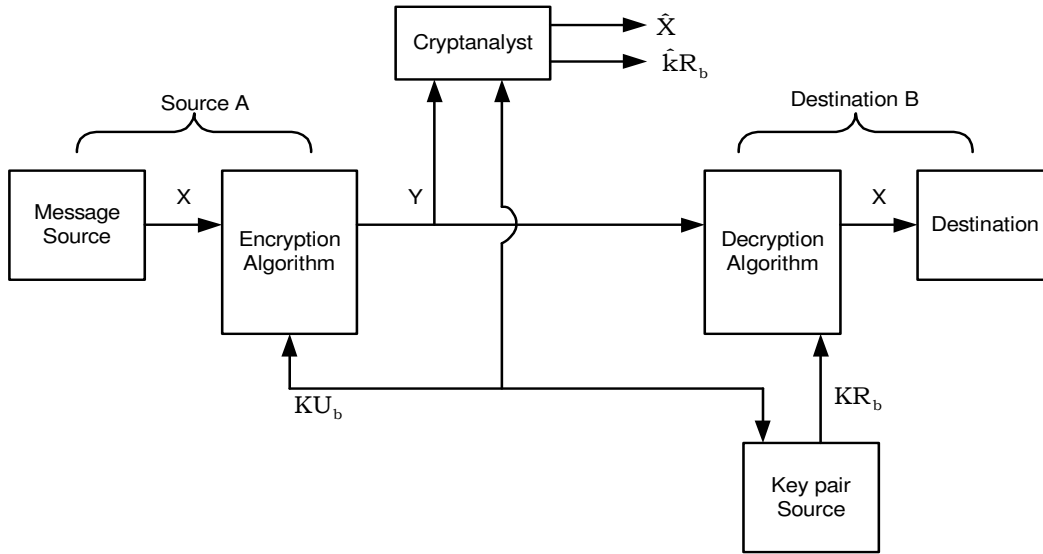 Cryptanalyst
X̂
k̂R_b
Source A
Destination B
Message
Source
X
Encryption
Algorithm
Y
Decryption
Algorithm
X
Destination
KU_b
KR_b
Key pair
Source